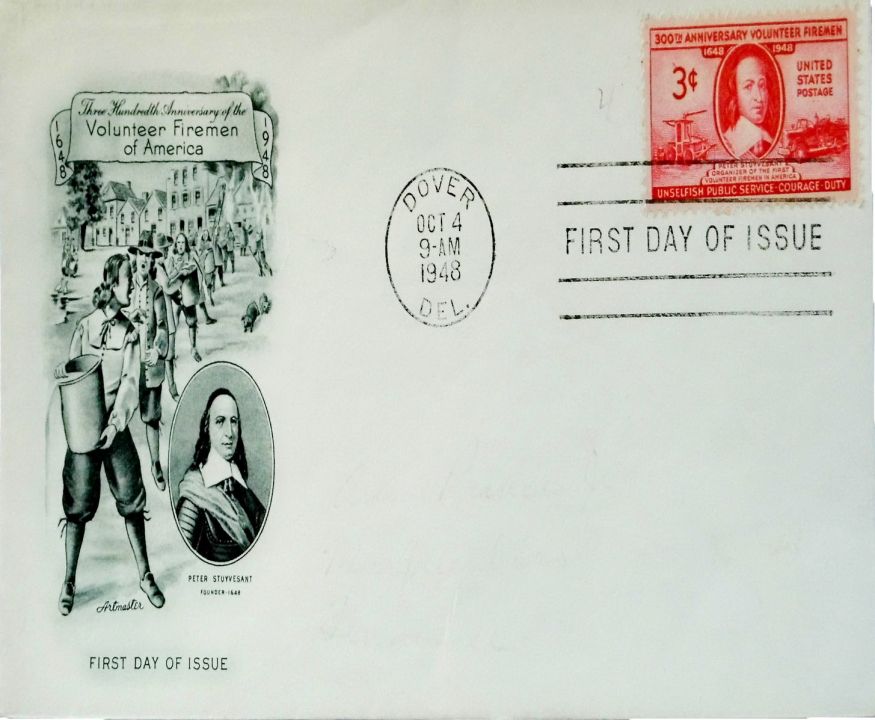 300TH ANNIVERSARY VOLUNTEER FIREMEN
1648 1948
3¢
UNITED
STATES
POSTAGE
PETER STUYVESANT
ORGANIZER OF THE FIRST
VOLUNTEER FIREMEN IN AMERICA
UNSELFISH PUBLIC SERVICE·COURAGE·DUTY
Three Hundredth Anniversary of the
Volunteer Firemen
of America
1648
1948
DOVER
OCT 4
9-AM
1948
DEL.
FIRST DAY OF ISSUE
PETER STUYVESANT
FOUNDER-1648
Artmaster
FIRST DAY OF ISSUE